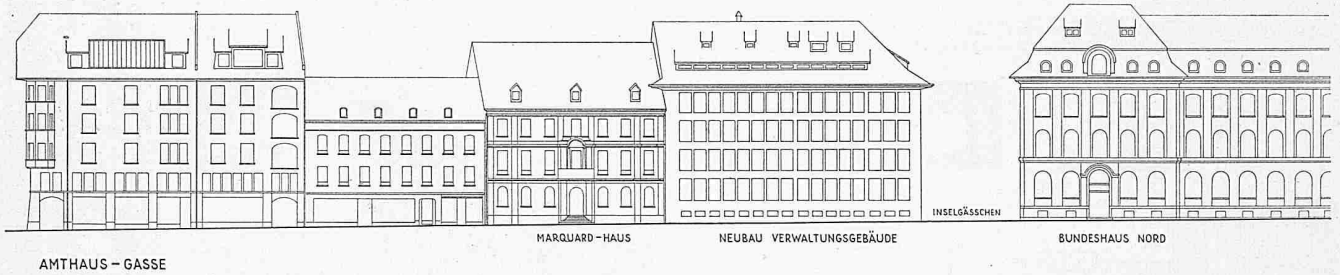 INSELGÄSSCHEN
MARQUARD-HAUS
NEUBAU VERWALTUNGSGEBÄUDE
BUNDESHAUS NORD
AMTHAUS-GASSE